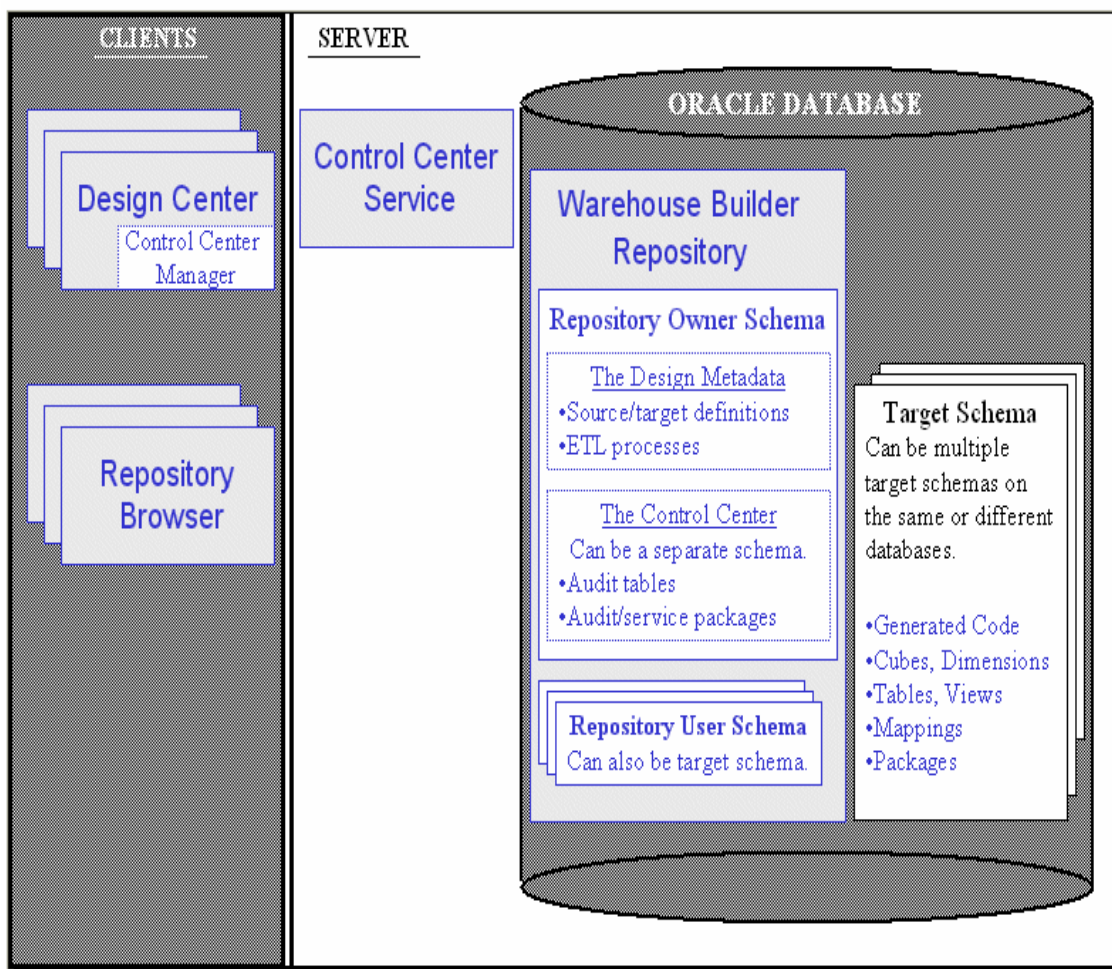 CLIENTS
Design Center
Control Center
Manager
Repository
Browser
SERVER
Control Center
Service
ORACLE DATABASE
Warehouse Builder
Repository
Repository Owner Schema
The Design Metadata
•Source/target definitions
•ETL processes
The Control Center
Can be a separate schema.
•Audit tables
•Audit/service packages
Repository User Schema
Can also be target schema.
Target Schema
Can be multiple
target schemas on
the same or different
databases.
•Generated Code
•Cubes, Dimensions
•Tables, Views
•Mappings
•Packages